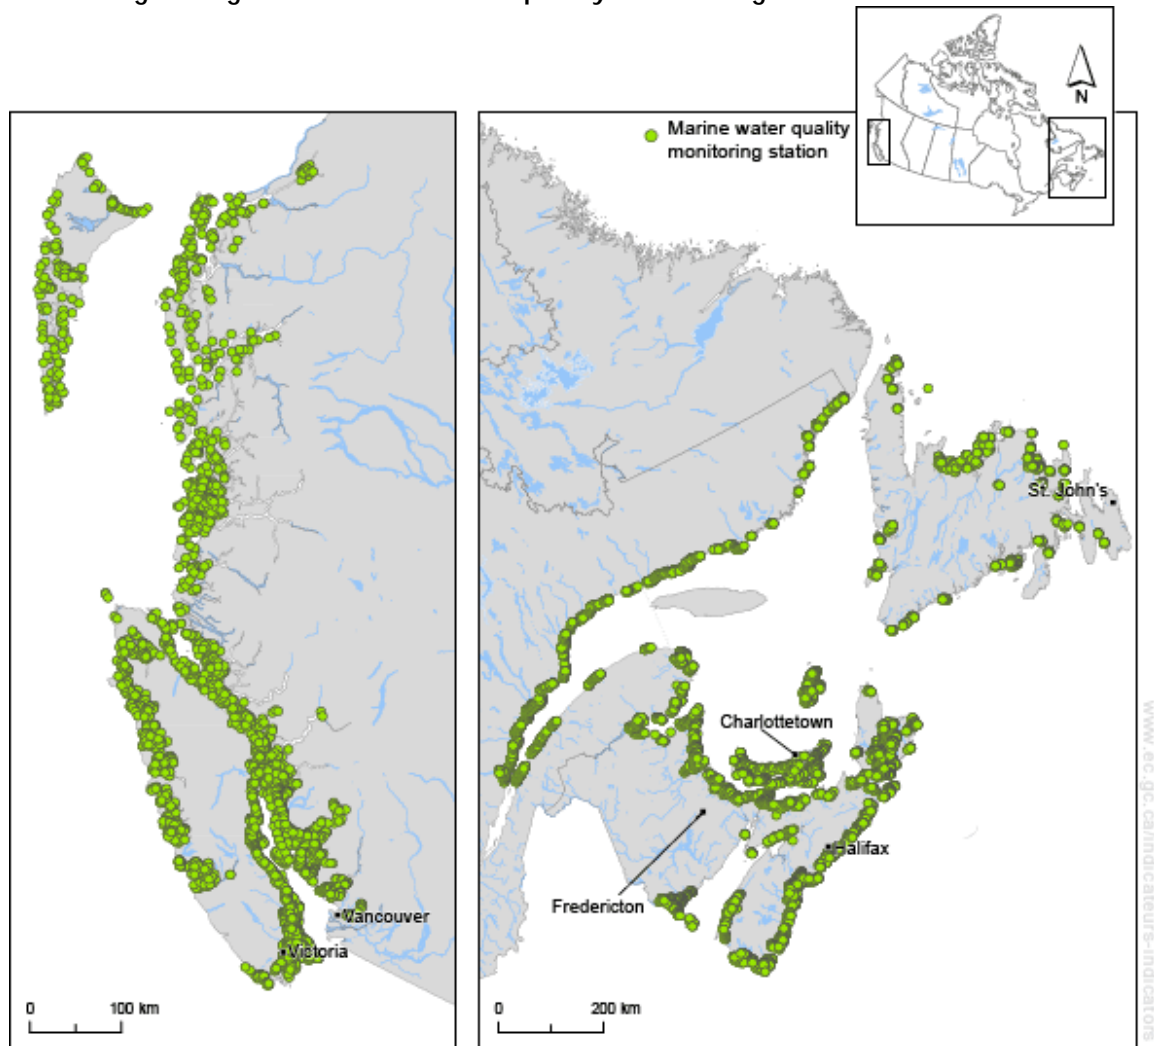 N
Marine water quality
monitoring station
St. John's
Charlottetown
Halifax
Fredericton
Vancouver
Victoria
0 100 km
0 200 km
www.ec.gc.ca/indicateurs-indicators